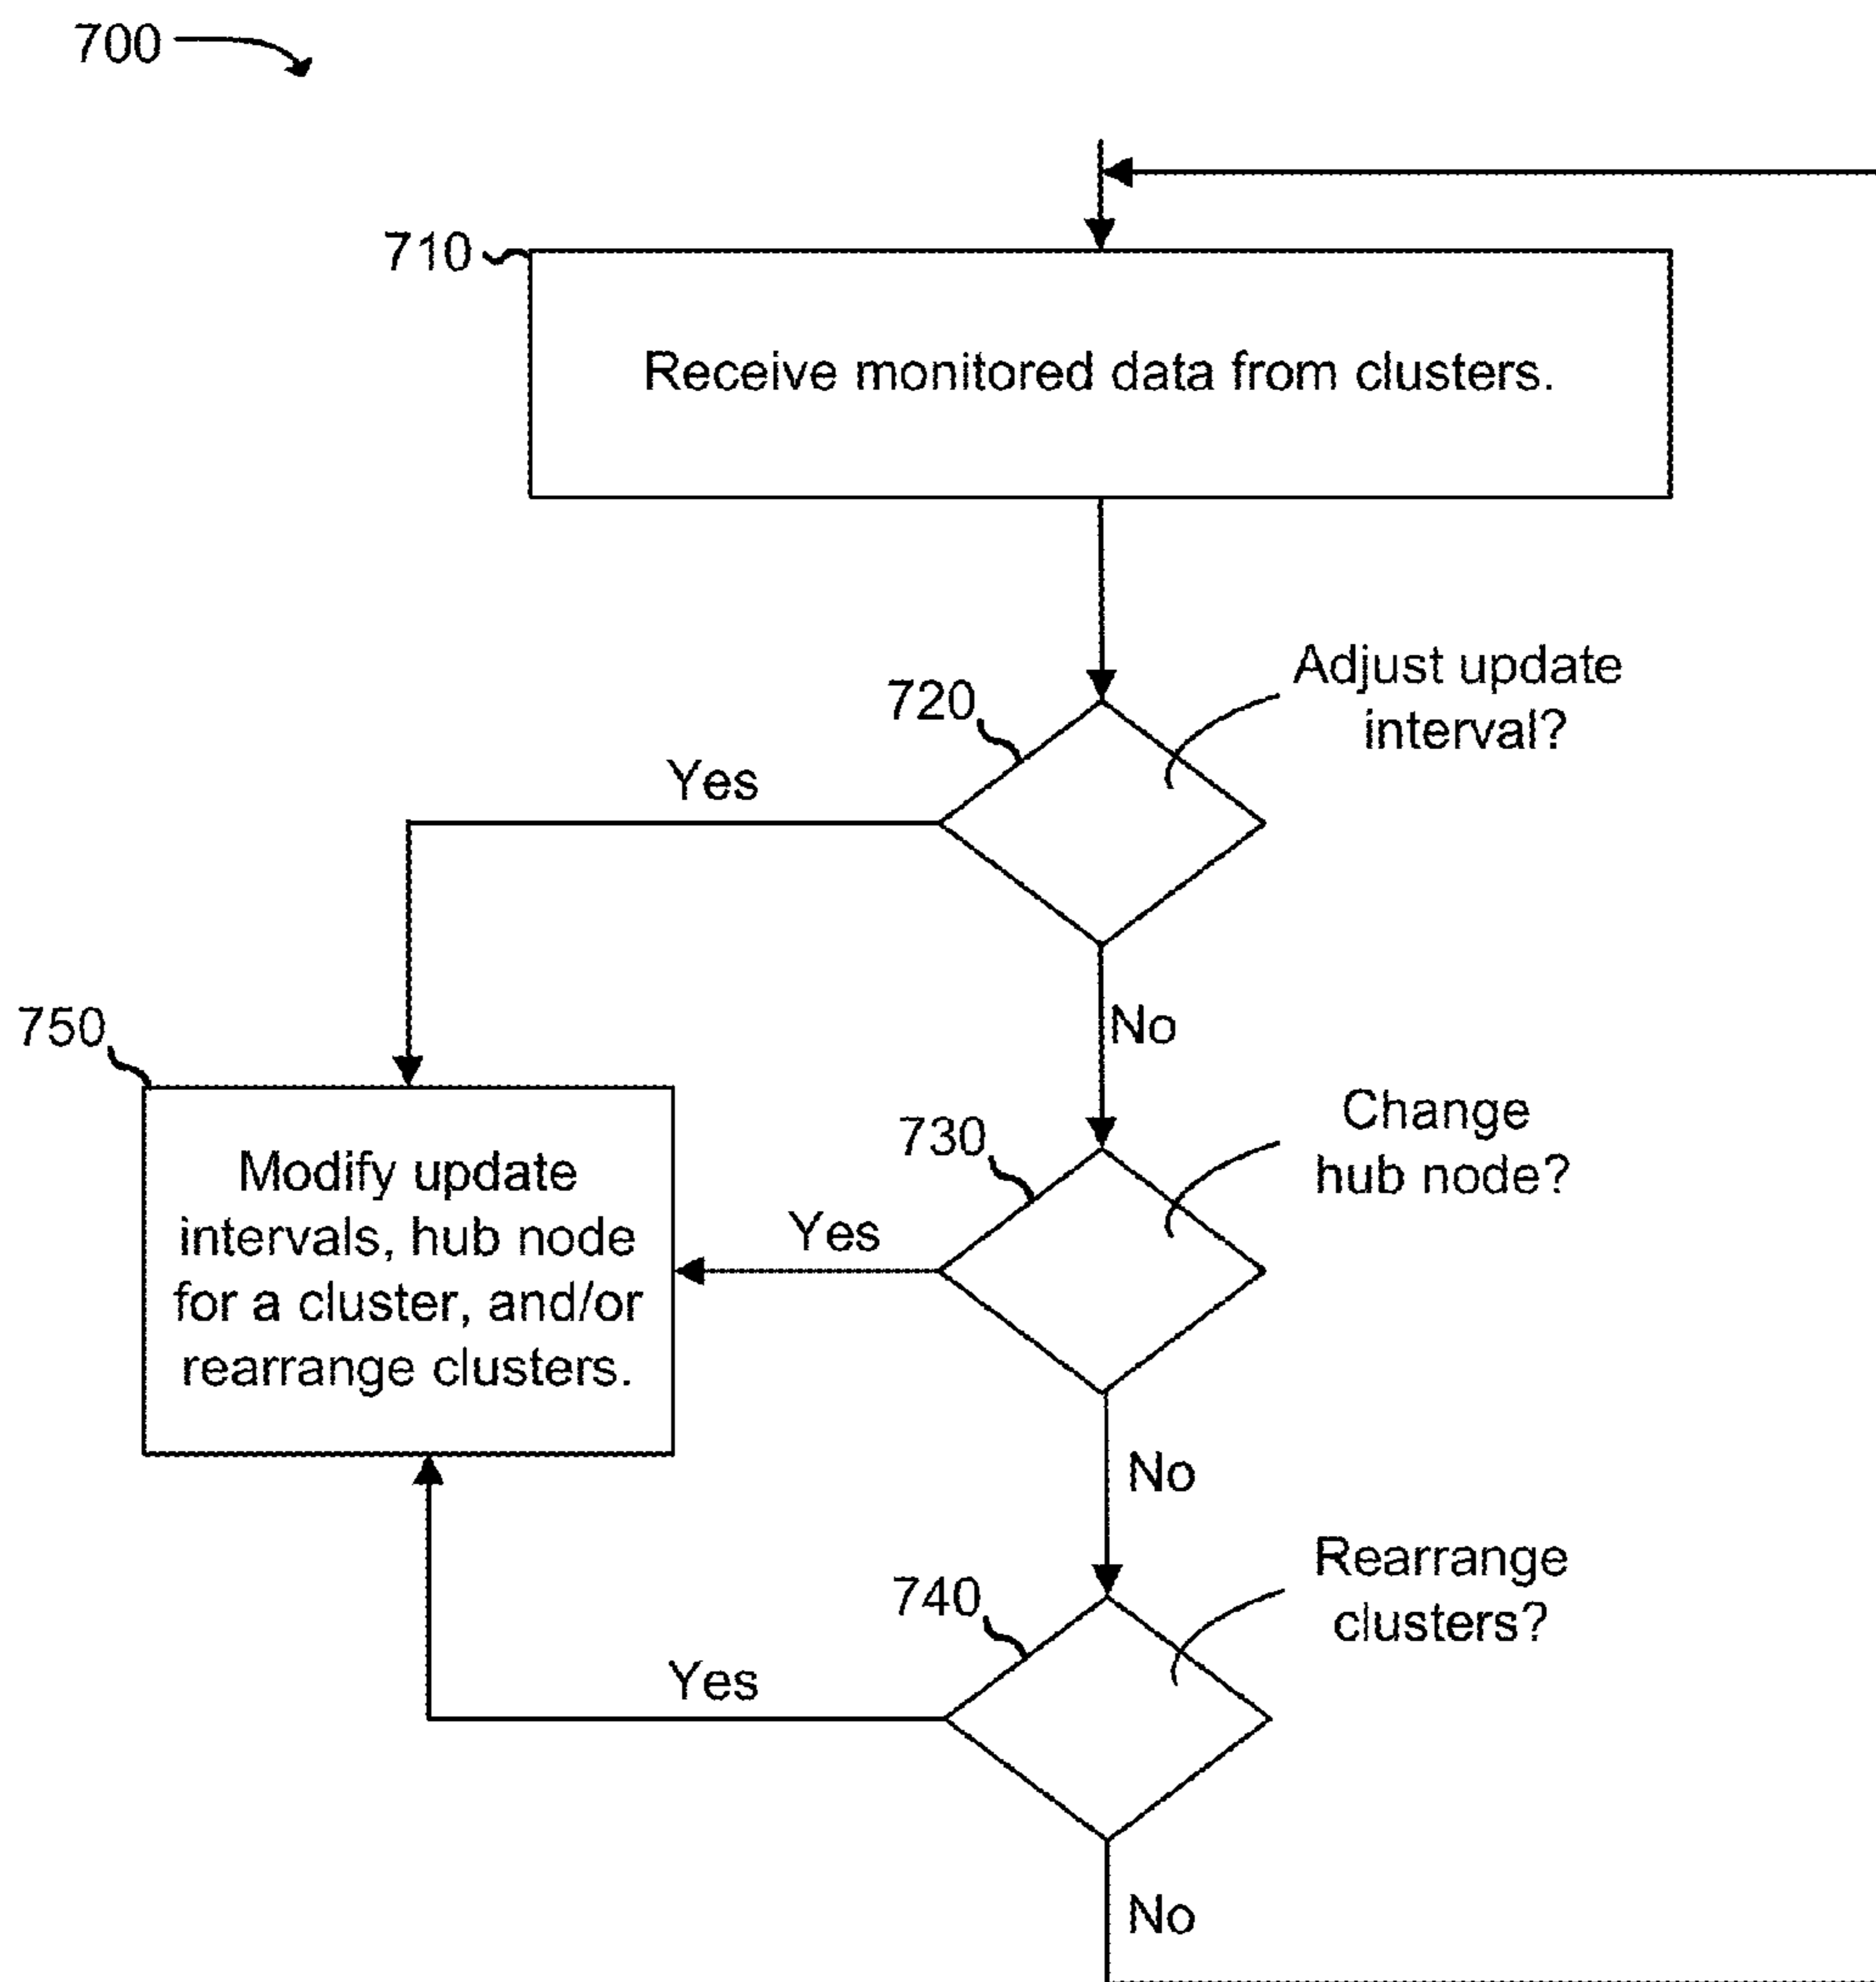 700
710
Receive monitored data from clusters.
720
Adjust update
interval?
Yes
No
750
Modify update
intervals, hub node
for a cluster, and/or
rearrange clusters.
730
Change
hub node?
Yes
No
740
Rearrange
clusters?
Yes
No